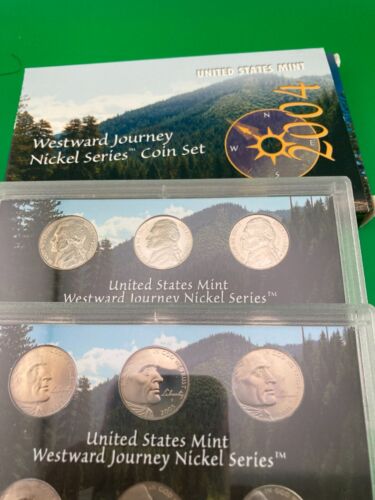 UNITED STATES MINT
2004
Westward Journey
Nickel Series™ Coin Set
N
E
S
W
United States Mint
Westward Journey Nickel Series™
Liberty
United States Mint
Westward Journey Nickel Series™